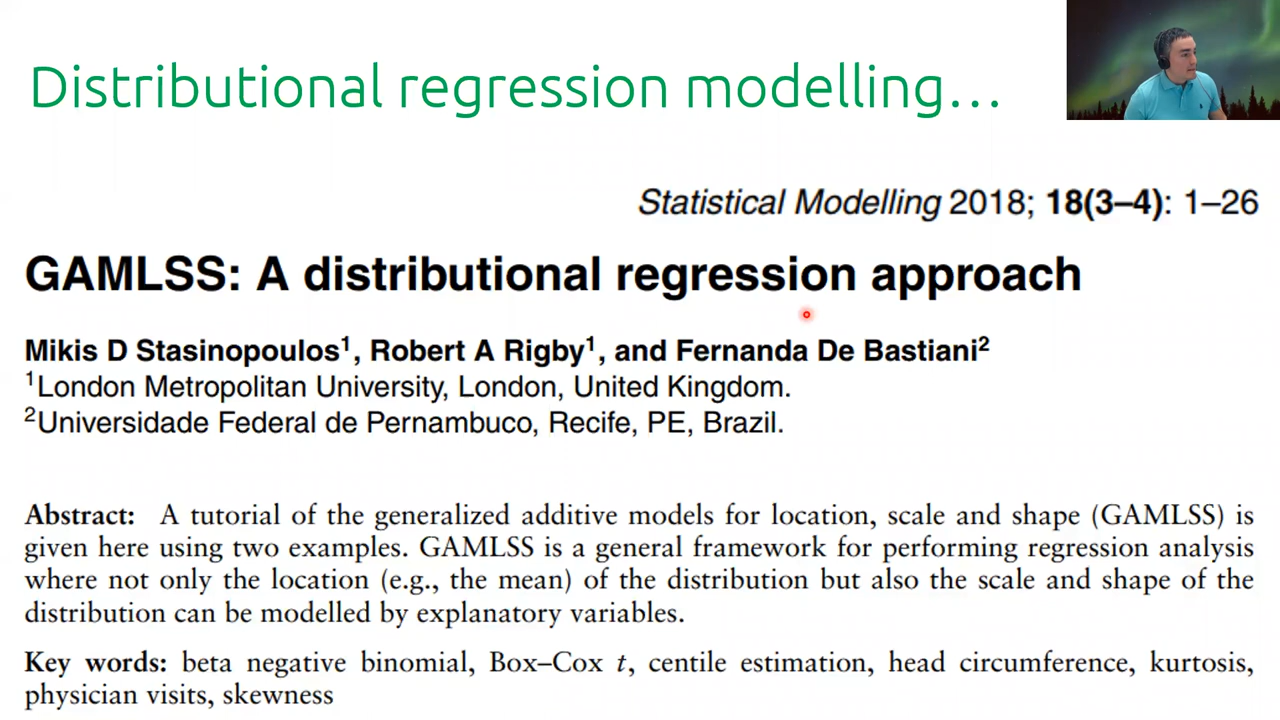 Distributional regression modelling…
Statistical Modelling 2018; 18(3–4): 1–26
GAMLSS: A distributional regression approach
Mikis D Stasinopoulos¹, Robert A Rigby¹, and Fernanda De Bastiani²
¹London Metropolitan University, London, United Kingdom.
²Universidade Federal de Pernambuco, Recife, PE, Brazil.
Abstract: A tutorial of the generalized additive models for location, scale and shape (GAMLSS) is
given here using two examples. GAMLSS is a general framework for performing regression analysis
where not only the location (e.g., the mean) of the distribution but also the scale and shape of the
distribution can be modelled by explanatory variables.
Key words: beta negative binomial, Box–Cox t, centile estimation, head circumference, kurtosis,
physician visits, skewness